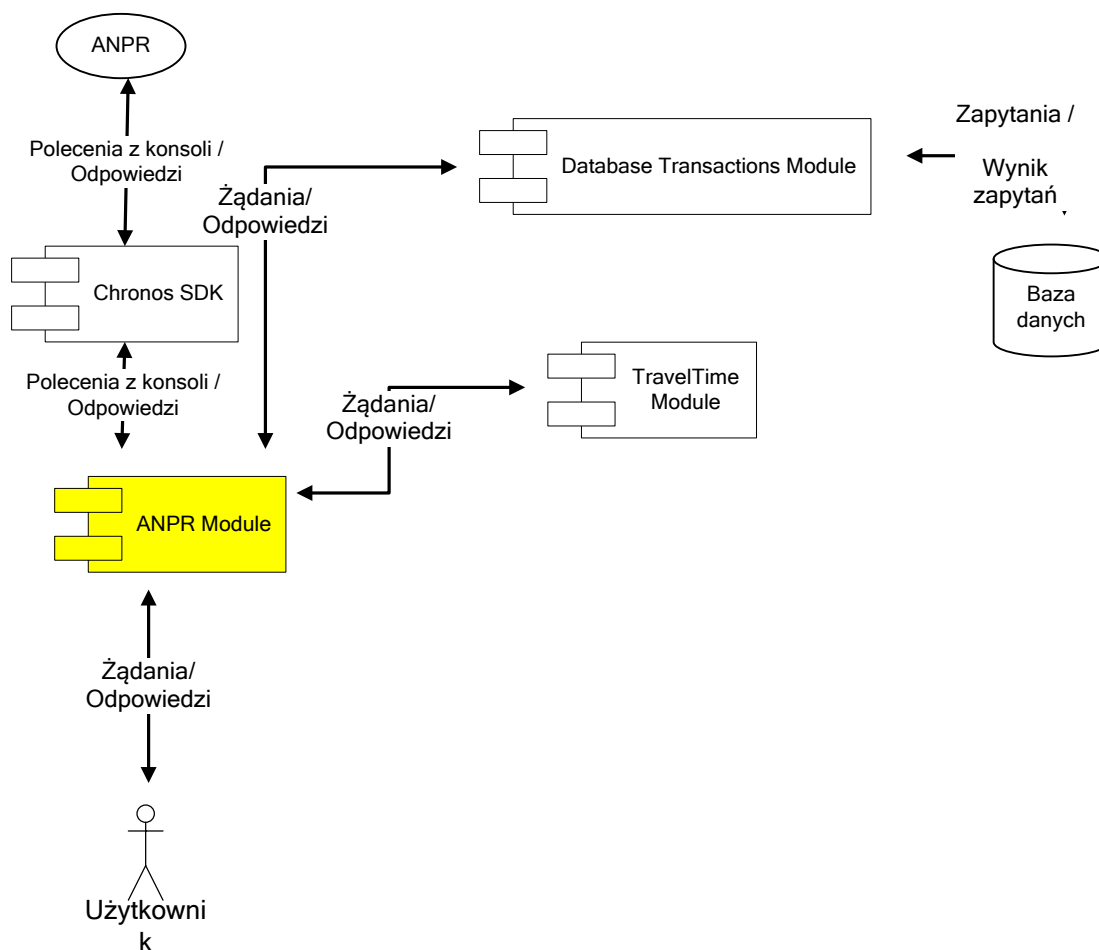 ANPR
Polecenia z konsoli /
Odpowiedzi
Żądania/
Odpowiedzi
Database Transactions Module
Zapytania /
Wynik
zapytań
Chronos SDK
Baza
danych
Polecenia z konsoli /
Odpowiedzi
Żądania/
Odpowiedzi
TravelTime
Module
ANPR Module
Żądania/
Odpowiedzi
Użytkowni
k